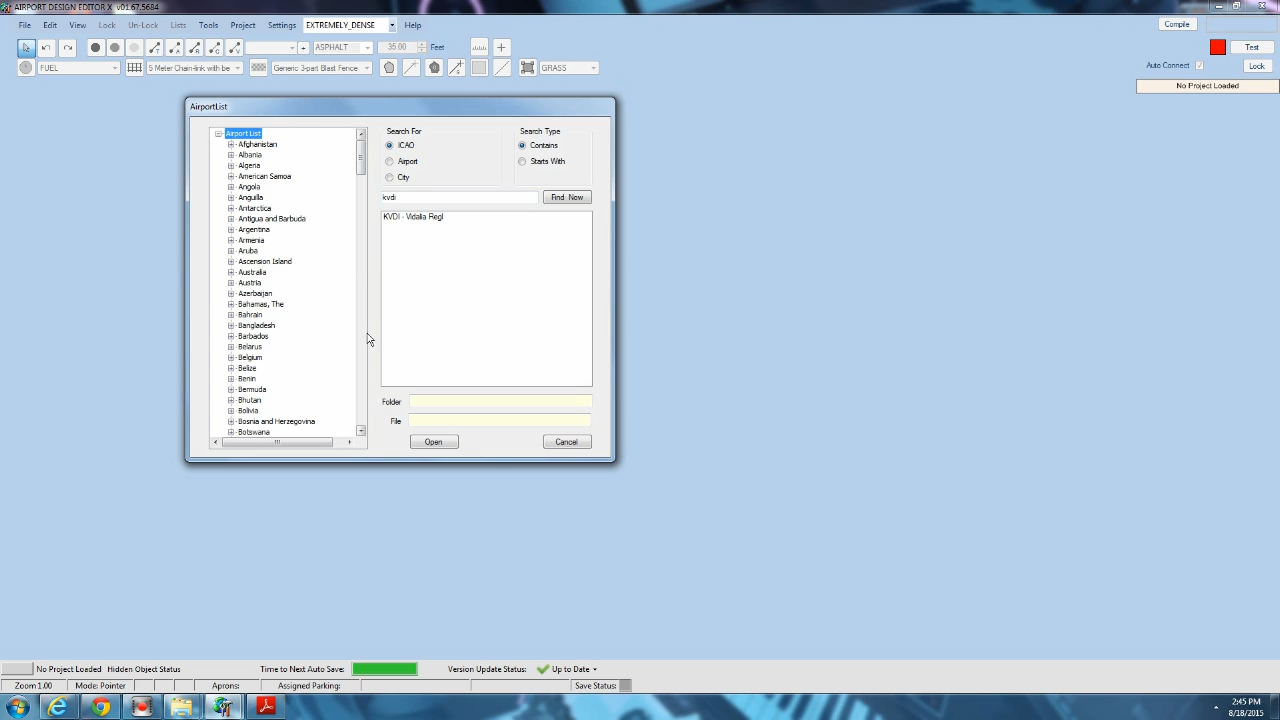 AIRPORT DESIGN EDITOR X v01.67.5684
File Edit View Lock Un-Lock Lists Tools Project Settings EXTREMELY_DENSE Help
Compile
+ ASPHALT 35.00 Feet
Test
FUEL 5 Meter Chain-link with be Generic 3-part Blast Fence GRASS
Auto Connect Lock
No Project Loaded
AirportList
Airport List
Afghanistan
Albania
Algeria
American Samoa
Angola
Anguilla
Antarctica
Antigua and Barbuda
Argentina
Armenia
Aruba
Ascension Island
Australia
Austria
Azerbaijan
Bahamas, The
Bahrain
Bangladesh
Barbados
Belarus
Belgium
Belize
Benin
Bermuda
Bhutan
Bolivia
Bosnia and Herzegovina
Botswana
Search For
ICAO
Airport
City
Search Type
Contains
Starts With
kvdi
Find Now
KVDI - Vidalia Regl
Folder
File
Open Cancel
No Project Loaded Hidden Object Status Time to Next Auto Save: Version Update Status: Up to Date
Zoom 1.00 Mode: Pointer Aprons: Assigned Parking: Save Status:
2:45 PM
8/18/2015